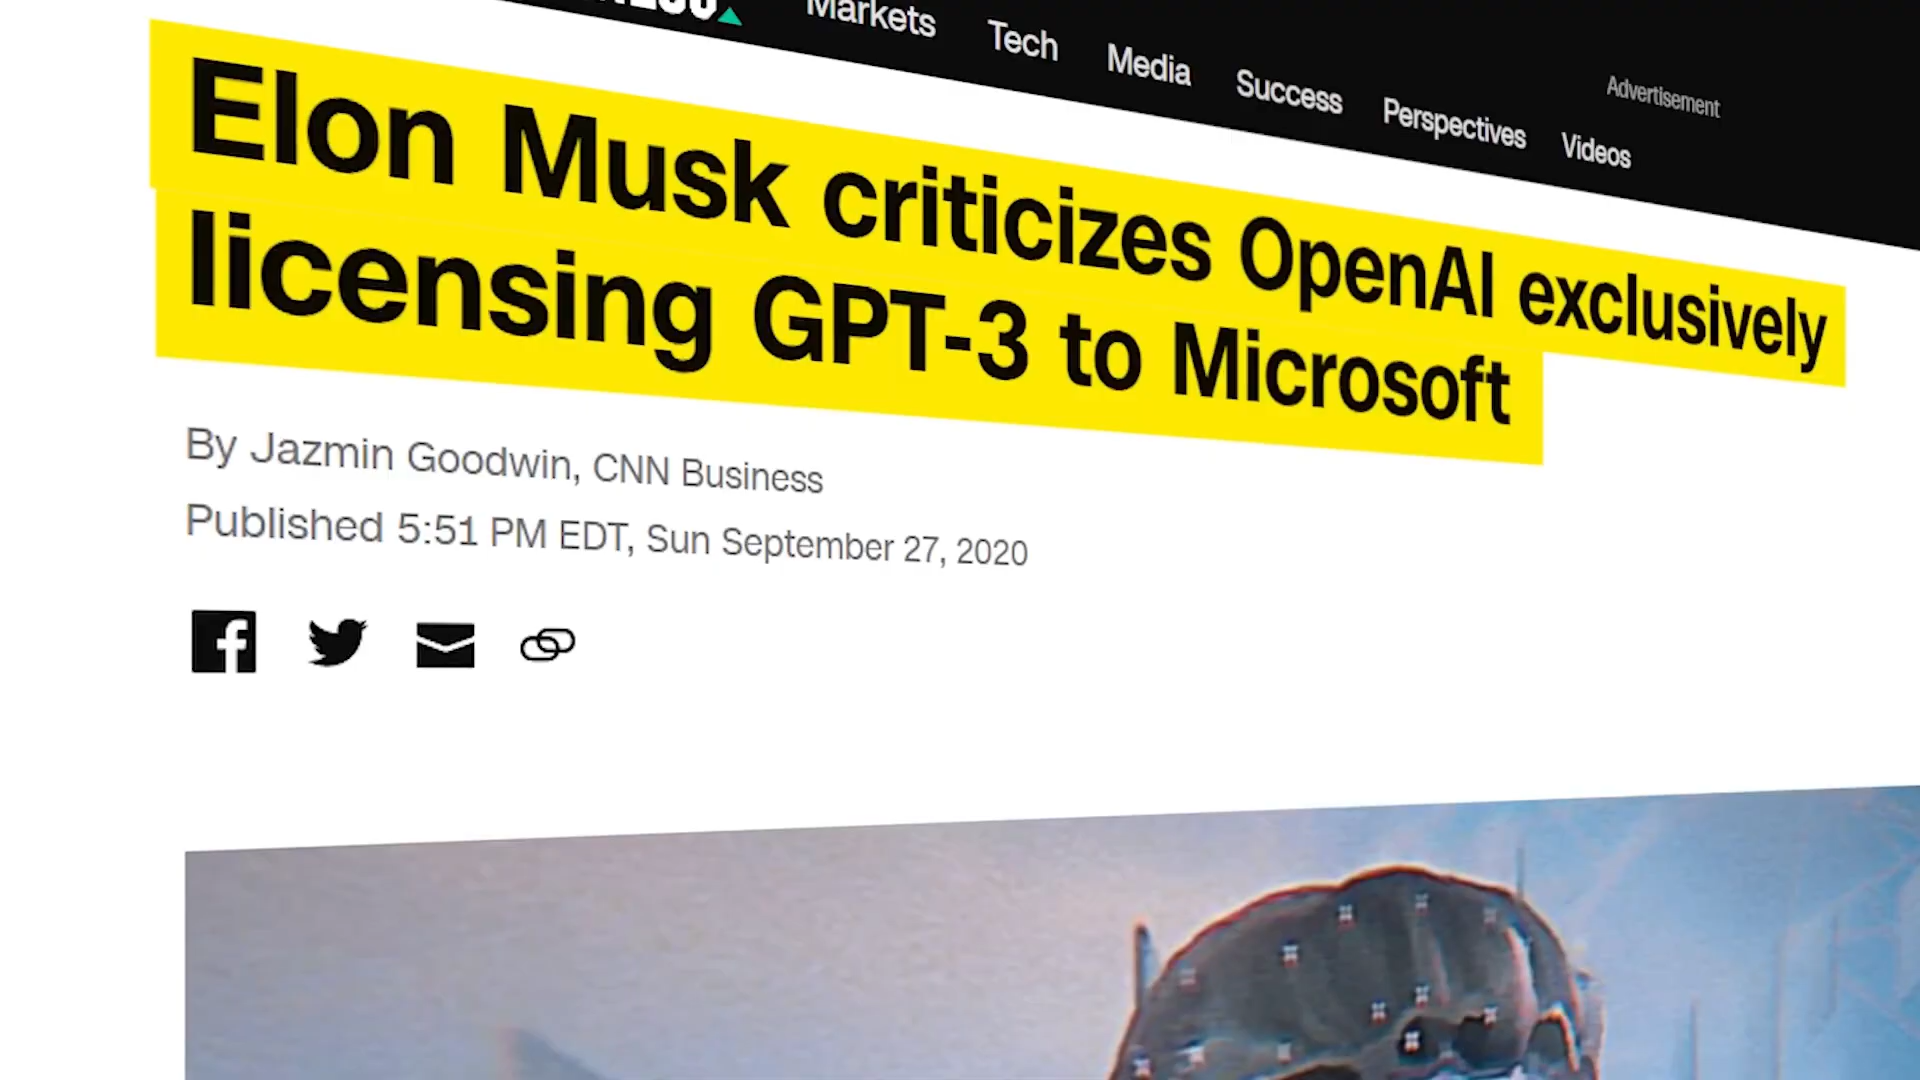 Markets
Tech
Media
Success
Perspectives
Videos
Advertisement
Elon Musk criticizes OpenAI exclusively
licensing GPT-3 to Microsoft
By Jazmin Goodwin, CNN Business
Published 5:51 PM EDT, Sun September 27, 2020